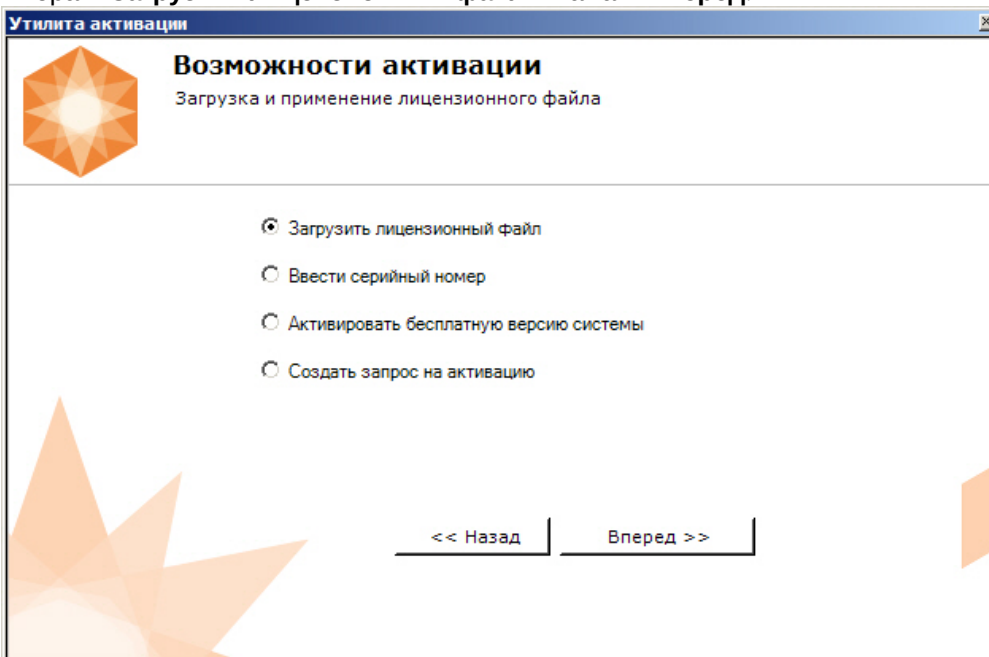 Утилита активации
Возможности активации
Загрузка и применение лицензионного файла
Загрузить лицензионный файл
Ввести серийный номер
Активировать бесплатную версию системы
Создать запрос на активацию
<< Назад
Вперед >>